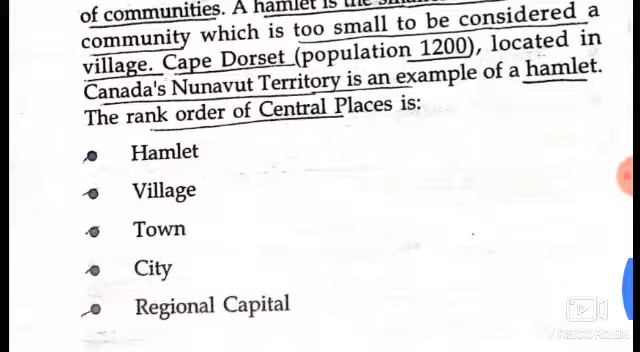 of communities. A hamlet is the
community which is too small to be considered a
village. Cape Dorset (population 1200), located in
Canada's Nunavut Territory is an example of a hamlet.
The rank order of Central Places is:
Hamlet
Village
Town
City
Regional Capital